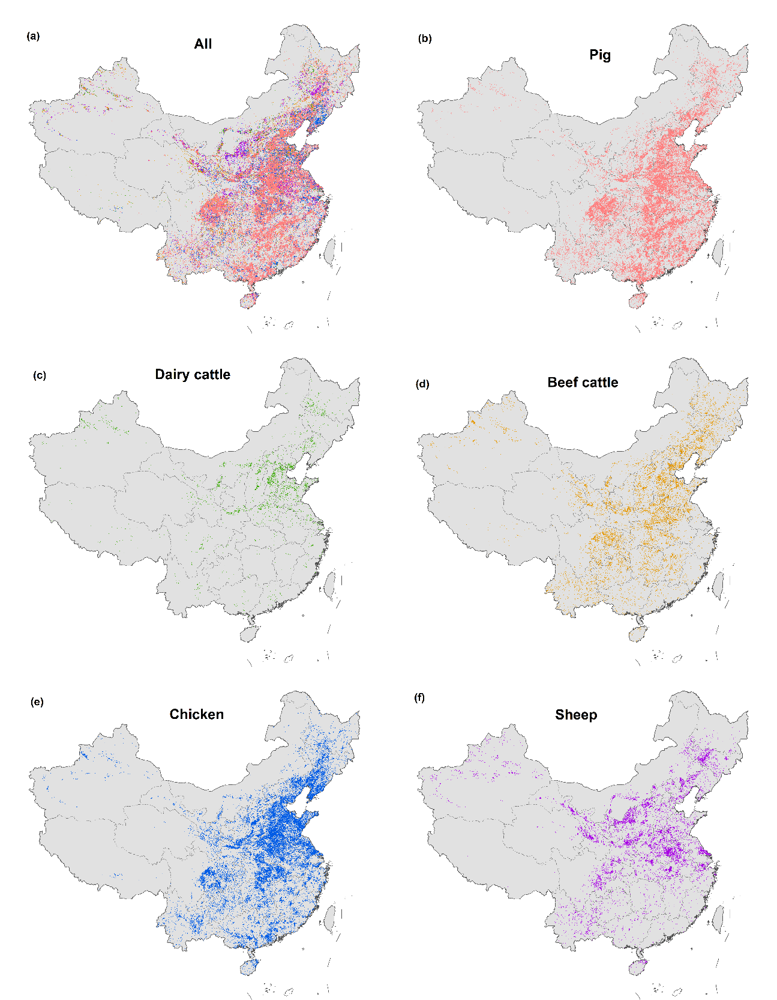 (a)
All
(b)
Pig
(c)
Dairy cattle
(d)
Beef cattle
(e)
Chicken
(f)
Sheep